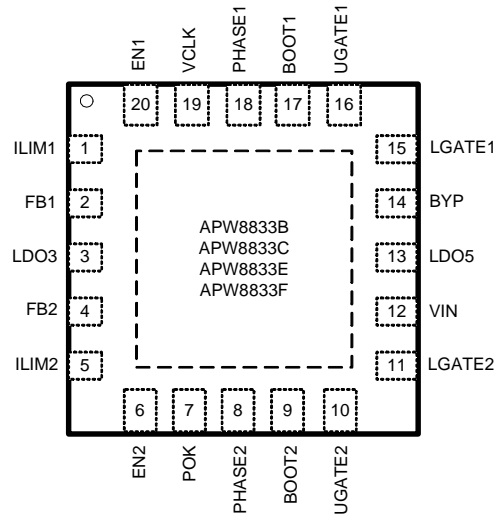 EN1
VCLK
PHASE1
BOOT1
UGATE1
20
19
18
17
16
ILIM1
1
15
LGATE1
FB1
2
14
BYP
LDO3
3
13
LDO5
FB2
4
12
VIN
ILIM2
5
11
LGATE2
APW8833B
APW8833C
APW8833E
APW8833F
6
7
8
9
10
EN2
POK
PHASE2
BOOT2
UGATE2